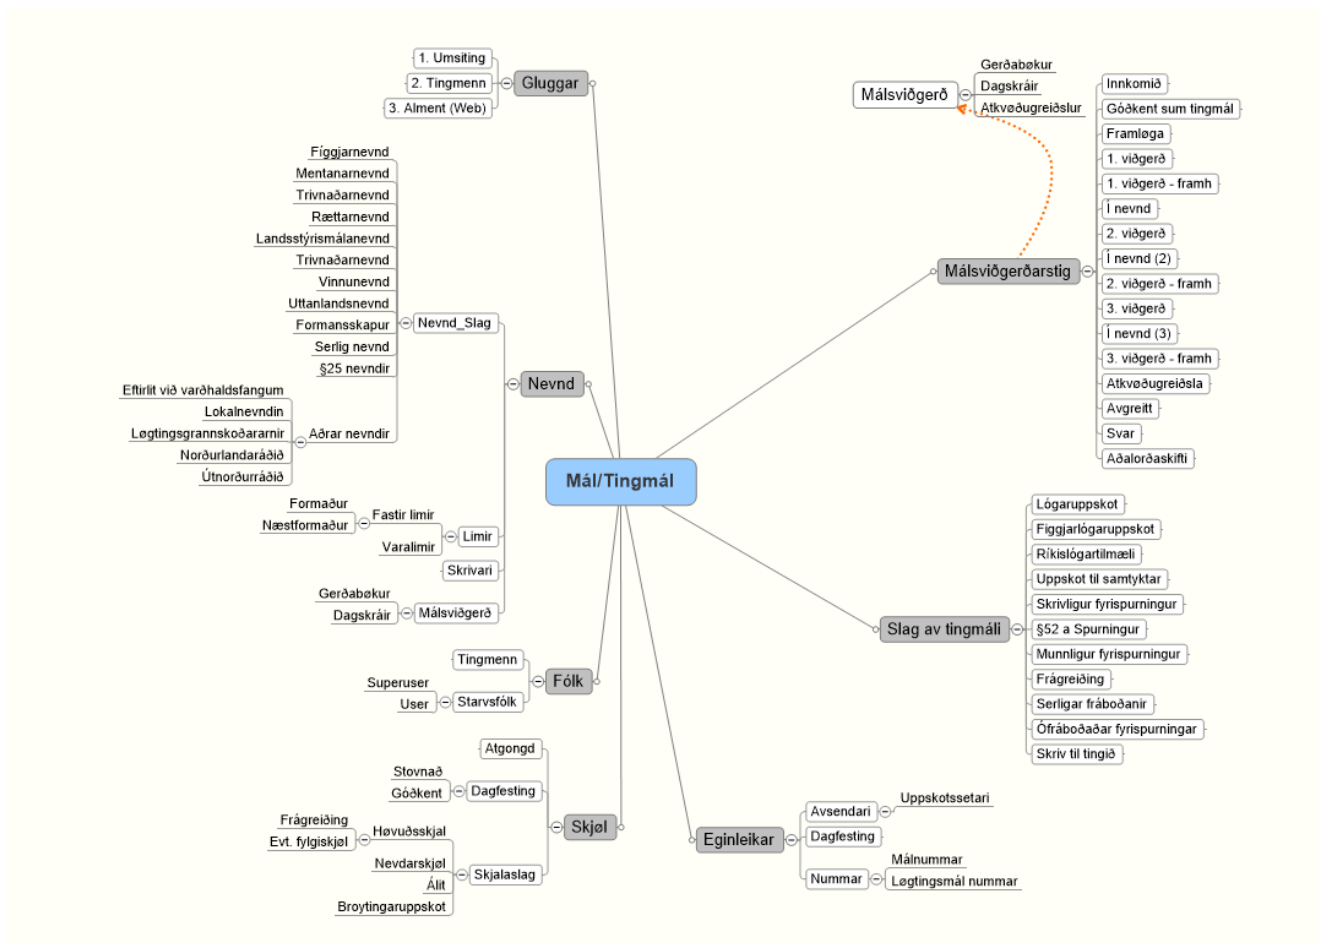 Mál/Tingmál
Gluggar
1. Umsiting
2. Tingmenn
3. Alment (Web)
Nevnd
Nevnd_Slag
Fíggjarnevnd
Mentanarnevnd
Trivnaðarnevnd
Rættarnevnd
Landsstýrismálanevnd
Trivnaðarnevnd
Vinnunevnd
Uttanlandsnevnd
Formansskapur
Serlig nevnd
§25 nevndir
Aðrar nevndir
Eftirlit við varðhaldsfangum
Lokalnevndin
Løgtingsgrannskoðararnir
Norðurlandaráðið
Útnorðurráðið
Limir
Fastir limir
Formaður
Næstformaður
Varalimir
Skrivari
Málsviðgerð
Gerðabøkur
Dagskráir
Fólk
Tingmenn
Starvsfólk
Superuser
User
Skjøl
Atgongd
Dagfesting
Stovnað
Góðkent
Skjalaslag
Høvuðsskjal
Frágreiðing
Evt. fylgiskjøl
Nevdarskjøl
Álit
Broytingaruppskot
Málsviðgerð
Gerðabøkur
Dagskráir
Atkvøðugreiðslur
Málsviðgerðarstig
Innkomið
Góðkent sum tingmál
Framløga
1. viðgerð
1. viðgerð - framh
Í nevnd
2. viðgerð
Í nevnd (2)
2. viðgerð - framh
3. viðgerð
Í nevnd (3)
3. viðgerð - framh
Atkvøðugreiðsla
Avgreitt
Svar
Aðalorðaskifti
Slag av tingmáli
Lógaruppskot
Figgjarlógaruppskot
Ríkislógartilmæli
Uppskot til samtyktar
Skrivligur fyrispurningur
§52 a Spurningur
Munnligur fyrispurningur
Frágreiðing
Serligar fráboðanir
Ófráboðaðar fyrispurningar
Skriv til tingið
Eginleikar
Avsendari
Uppskotssetari
Dagfesting
Nummar
Málnummar
Løgtingsmál nummar